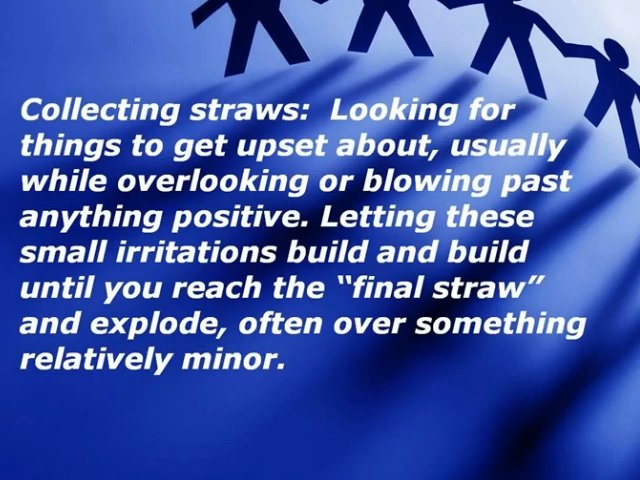 Collecting straws:  Looking for
things to get upset about, usually
while overlooking or blowing past
anything positive. Letting these
small irritations build and build
until you reach the “final straw”
and explode, often over something
relatively minor.